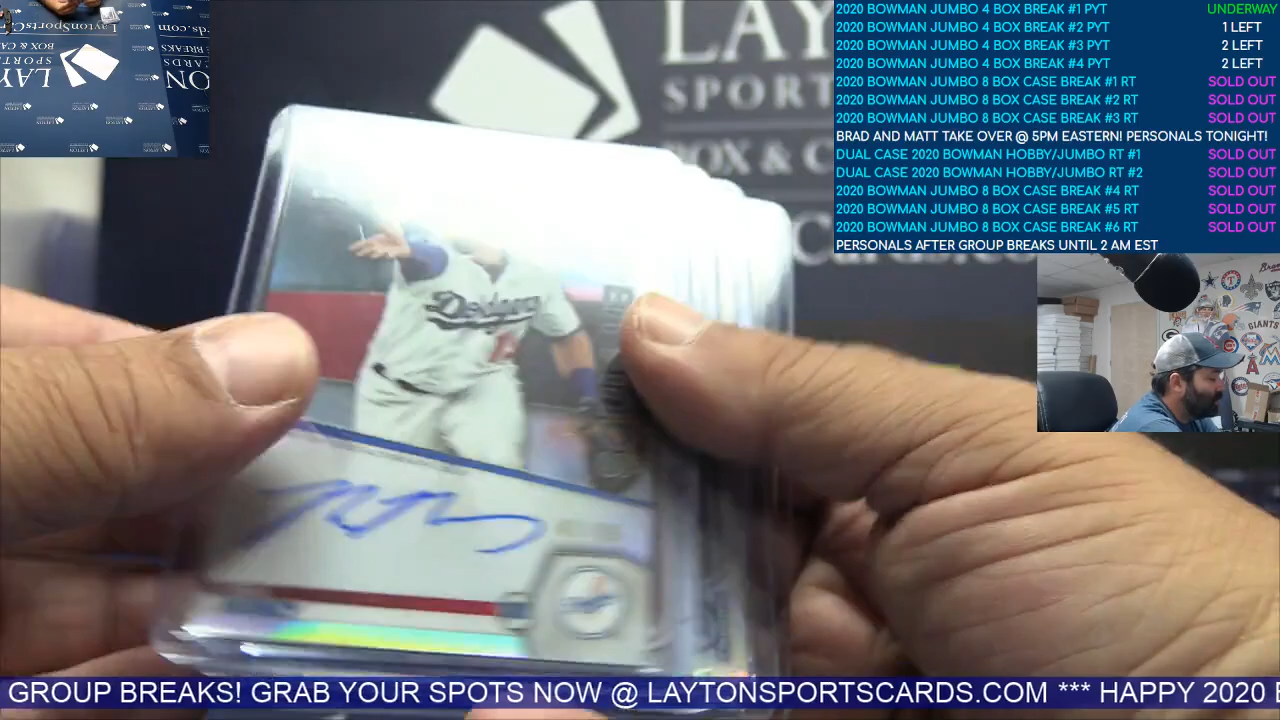 2020 BOWMAN JUMBO 4 BOX BREAK #1 PYT UNDERWAY
2020 BOWMAN JUMBO 4 BOX BREAK #2 PYT 1 LEFT
2020 BOWMAN JUMBO 4 BOX BREAK #3 PYT 2 LEFT
2020 BOWMAN JUMBO 4 BOX BREAK #4 PYT 2 LEFT
2020 BOWMAN JUMBO 8 BOX CASE BREAK #1 RT SOLD OUT
2020 BOWMAN JUMBO 8 BOX CASE BREAK #2 RT SOLD OUT
2020 BOWMAN JUMBO 8 BOX CASE BREAK #3 RT SOLD OUT
BRAD AND MATT TAKE OVER @ 5PM EASTERN! PERSONALS TONIGHT!
DUAL CASE 2020 BOWMAN HOBBY/JUMBO RT #1 SOLD OUT
DUAL CASE 2020 BOWMAN HOBBY/JUMBO RT #2 SOLD OUT
2020 BOWMAN JUMBO 8 BOX CASE BREAK #4 RT SOLD OUT
2020 BOWMAN JUMBO 8 BOX CASE BREAK #5 RT SOLD OUT
2020 BOWMAN JUMBO 8 BOX CASE BREAK #6 RT SOLD OUT
PERSONALS AFTER GROUP BREAKS UNTIL 2 AM EST
LAY
SPORT
BOX & C
Cards.co
Dodgers
GIANTS
GROUP BREAKS! GRAB YOUR SPOTS NOW @ LAYTONSPORTSCARDS.COM *** HAPPY 2020